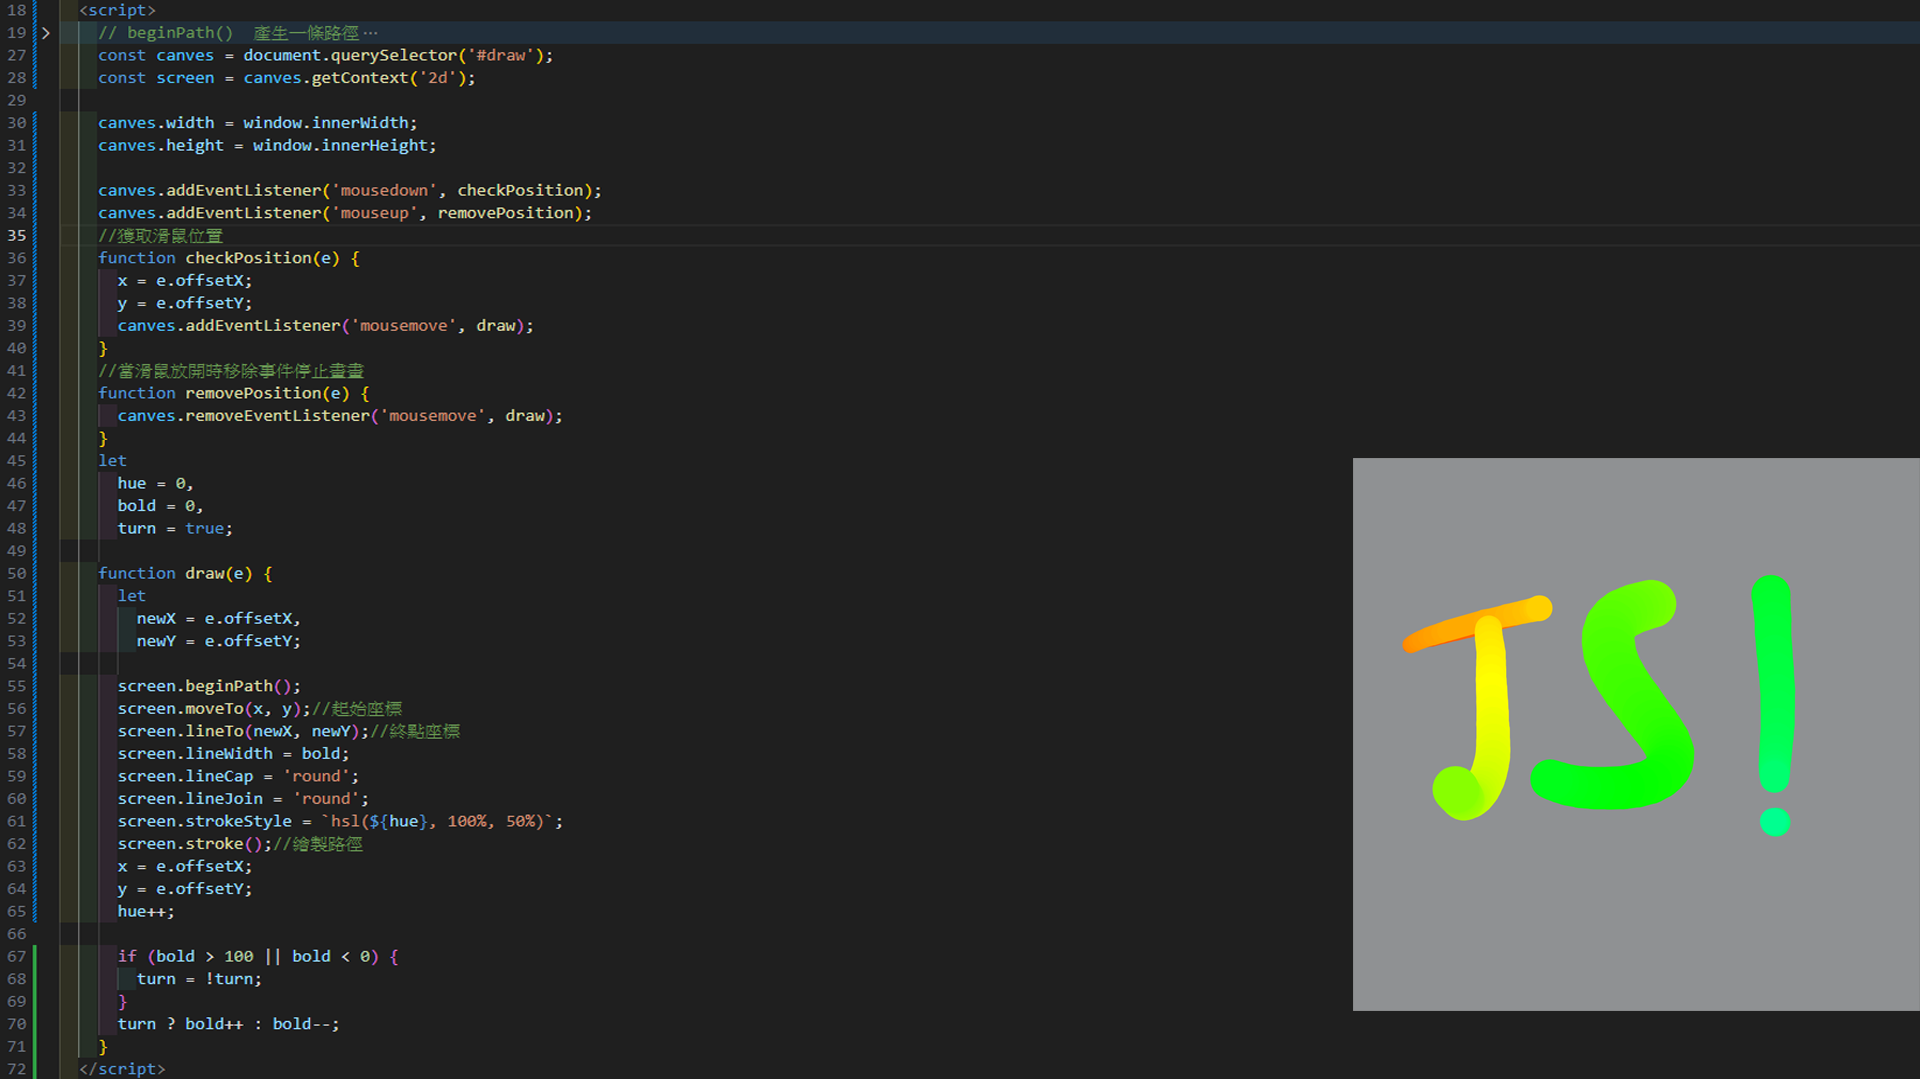 18 <script>
19 // beginPath()  產生一條路徑…
27 const canves = document.querySelector('#draw');
28 const screen = canves.getContext('2d');
29
30 canves.width = window.innerWidth;
31 canves.height = window.innerHeight;
32
33 canves.addEventListener('mousedown', checkPosition);
34 canves.addEventListener('mouseup', removePosition);
35 //獲取滑鼠位置
36 function checkPosition(e) {
37 x = e.offsetX;
38 y = e.offsetY;
39 canves.addEventListener('mousemove', draw);
40 }
41 //當滑鼠放開時移除事件停止畫畫
42 function removePosition(e) {
43 canves.removeEventListener('mousemove', draw);
44 }
45 let
46 hue = 0,
47 bold = 0,
48 turn = true;
49
50 function draw(e) {
51 let
52 newX = e.offsetX,
53 newY = e.offsetY;
54
55 screen.beginPath();
56 screen.moveTo(x, y);//起始座標
57 screen.lineTo(newX, newY);//終點座標
58 screen.lineWidth = bold;
59 screen.lineCap = 'round';
60 screen.lineJoin = 'round';
61 screen.strokeStyle = `hsl(${hue}, 100%, 50%)`;
62 screen.stroke();//繪製路徑
63 x = e.offsetX;
64 y = e.offsetY;
65 hue++;
66
67 if (bold > 100 || bold < 0) {
68 turn = !turn;
69 }
70 turn ? bold++ : bold--;
71 }
72 </script>
JS!